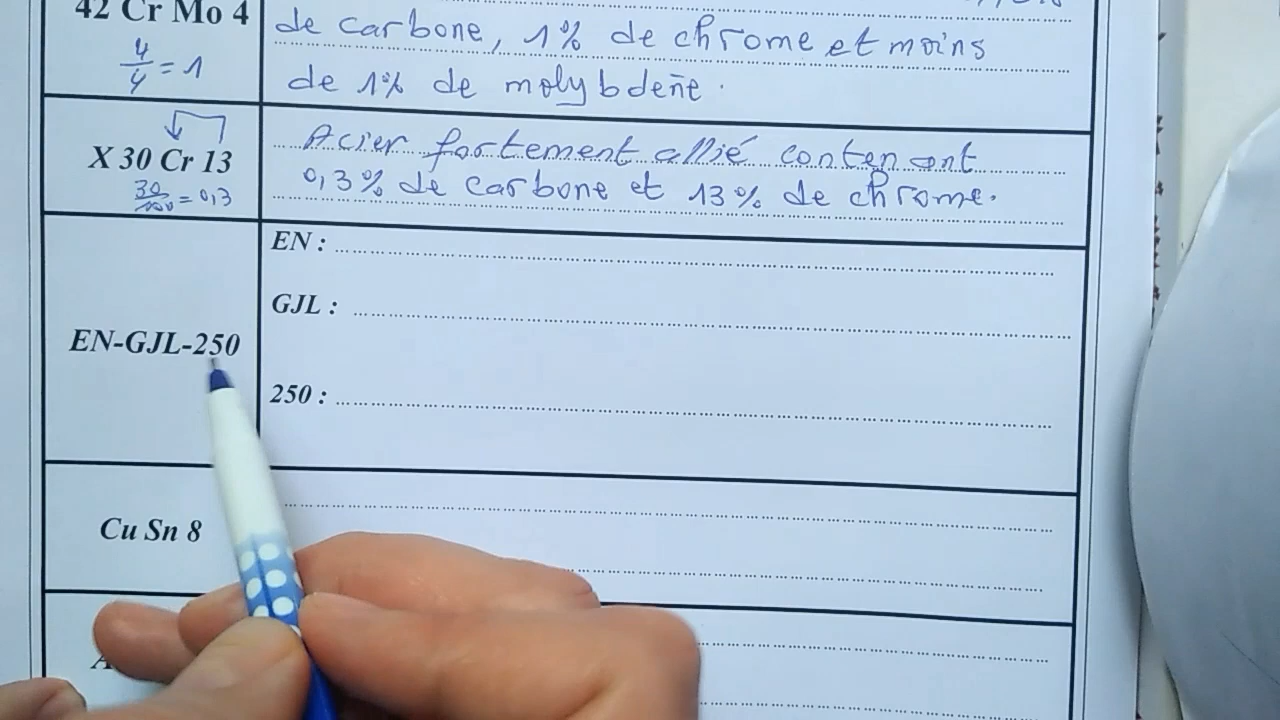 42 Cr Mo 4
de carbone, 1% de chrome et moins
4/4 = 1
de 1% de molybdène.
X 30 Cr 13
Acier fortement allié contenant
30/100 = 0,3
0,3% de carbone et 13% de chrome.
EN-GJL-250
EN :
GJL :
250 :
Cu Sn 8